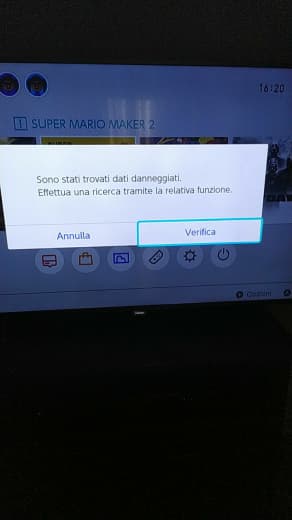 16:20
SUPER MARIO MAKER 2
Sono stati trovati dati danneggiati.
Effettua una ricerca tramite la relativa funzione.
Annulla
Verifica
Opzioni